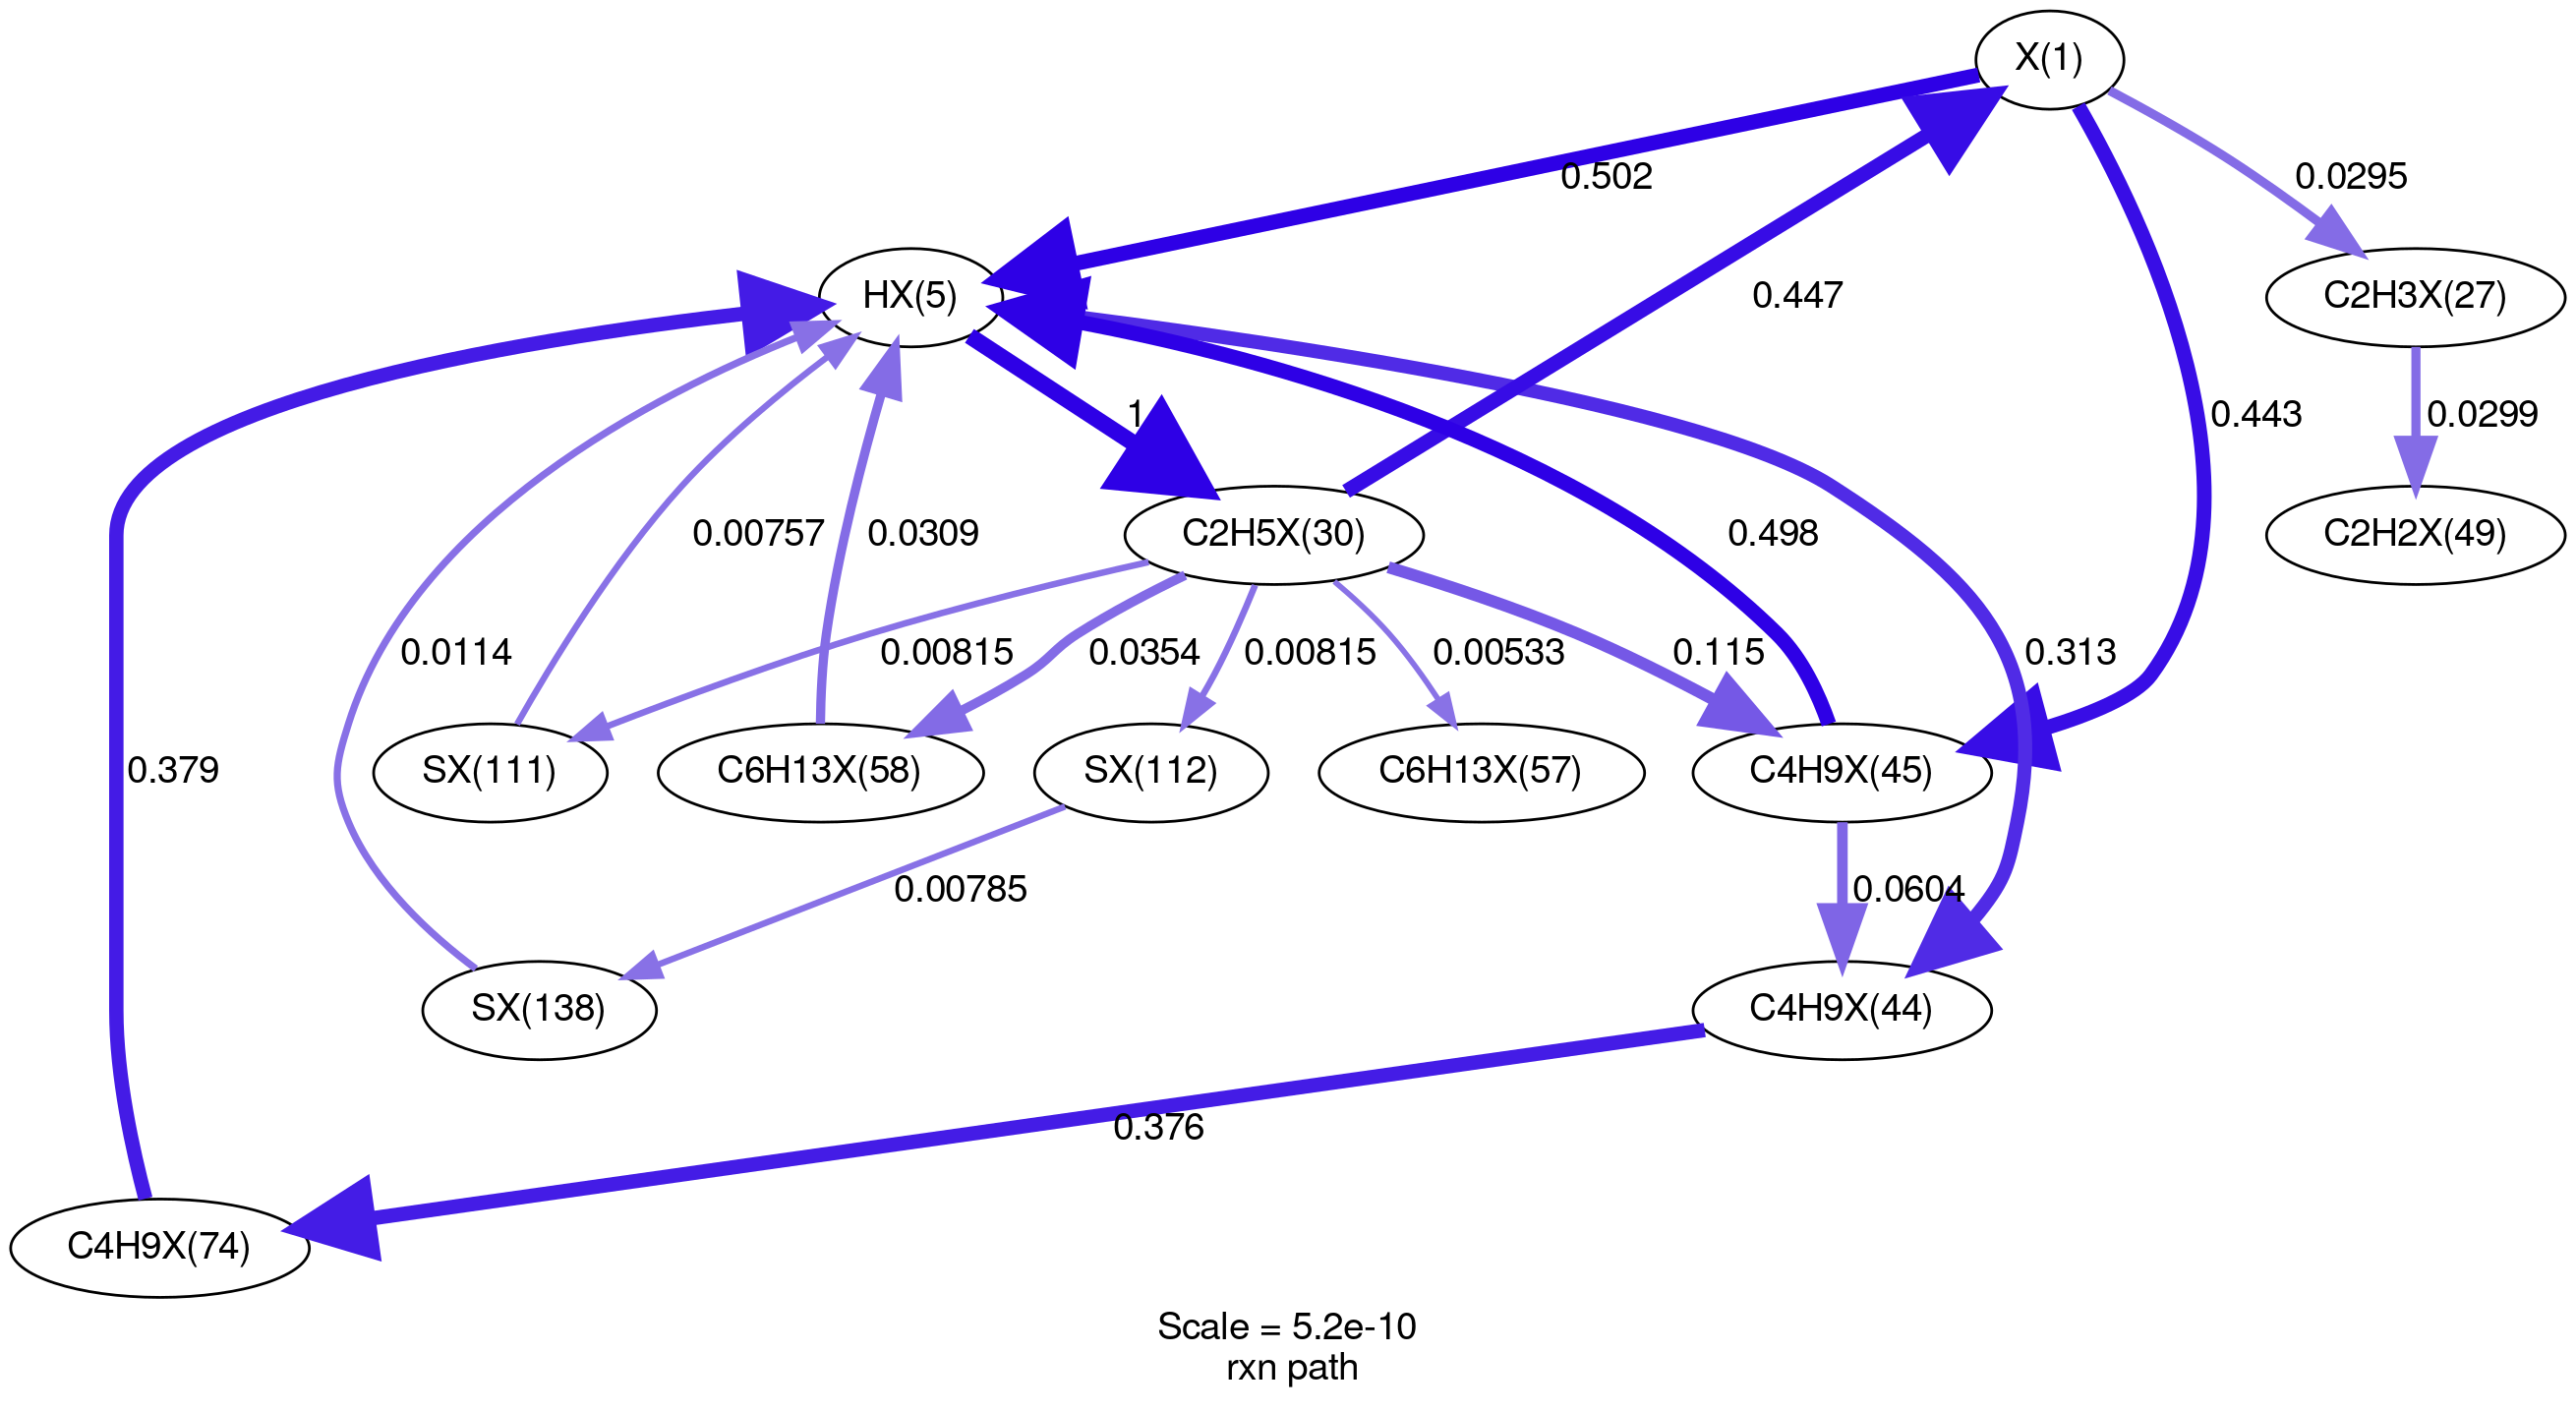 X(1)
0.502
0.0295
HX(5)
0.447
C2H3X(27)
1
0.443
0.0299
0.00757
0.0309
C2H5X(30)
0.498
C2H2X(49)
0.0114
0.00815
0.0354
0.00815
0.00533
0.115
0.313
0.379
SX(111)
C6H13X(58)
SX(112)
C6H13X(57)
C4H9X(45)
0.00785
0.0604
SX(138)
C4H9X(44)
0.376
C4H9X(74)
Scale = 5.2e-10
rxn path